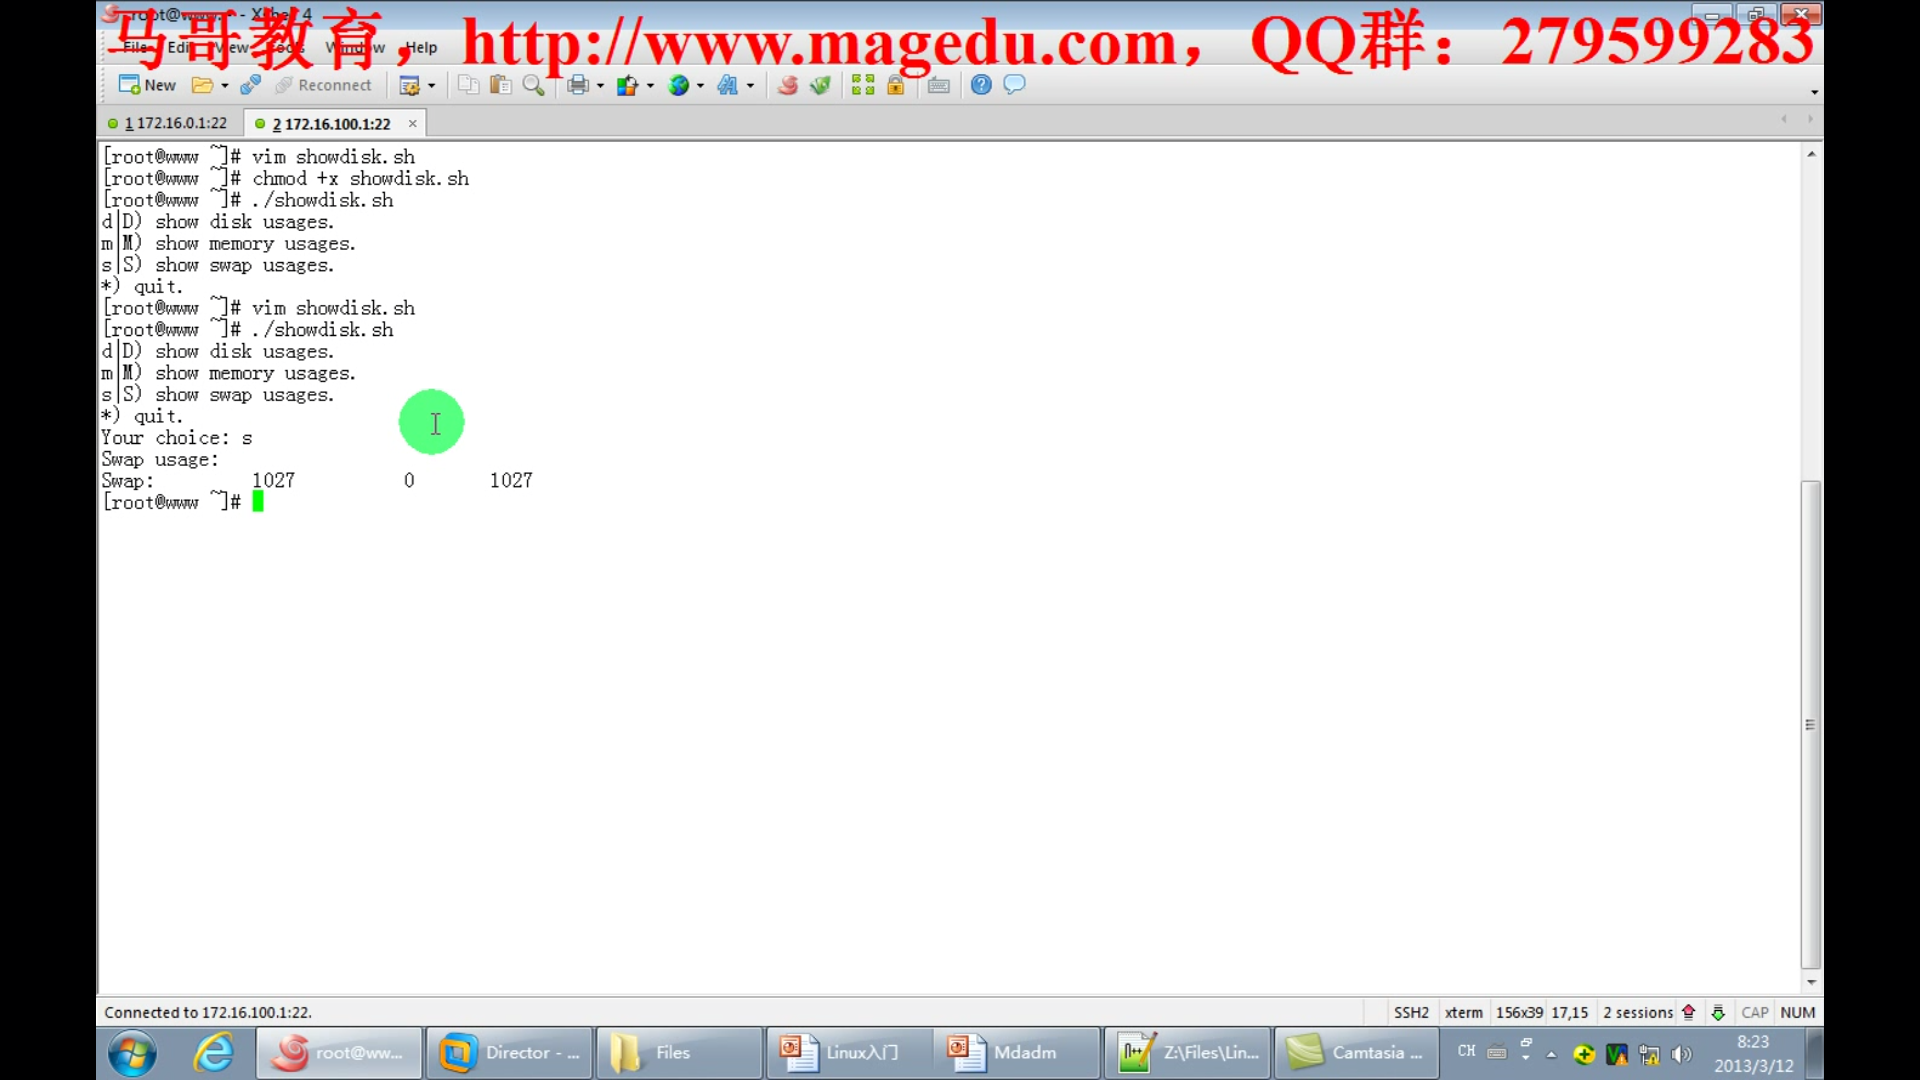 root@www:~ - Xshell 4
马哥教育，http://www.magedu.com，QQ群：279599283
File Edit View Tools Window Help
New Reconnect
1 172.16.0.1:22 2 172.16.100.1:22
[root@www ~]# vim showdisk.sh
[root@www ~]# chmod +x showdisk.sh
[root@www ~]# ./showdisk.sh
d|D) show disk usages.
m|M) show memory usages.
s|S) show swap usages.
*) quit.
[root@www ~]# vim showdisk.sh
[root@www ~]# ./showdisk.sh
d|D) show disk usages.
m|M) show memory usages.
s|S) show swap usages.
*) quit.
Your choice: s
Swap usage:
Swap: 1027 0 1027
[root@www ~]#
Connected to 172.16.100.1:22. SSH2 xterm 156x39 17,15 2 sessions CAP NUM
root@ww... Director - ... Files Linux入门 Mdadm Z:\Files\Lin... Camtasia ... CH 8:23
2013/3/12